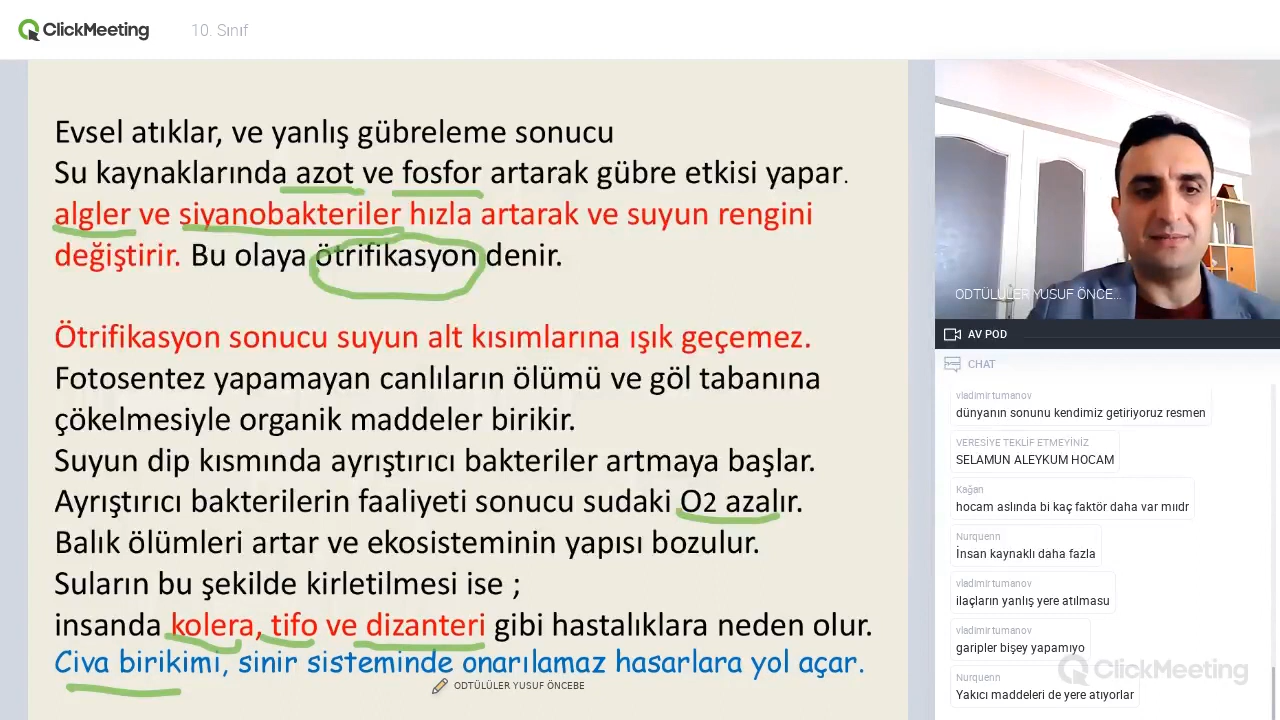 ClickMeeting
10. Sınıf
Evsel atıklar, ve yanlış gübreleme sonucu
Su kaynaklarında azot ve fosfor artarak gübre etkisi yapar.
algler ve siyanobakteriler hızla artarak ve suyun rengini
değiştirir. Bu olaya ötrifikasyon denir.
Ötrifikasyon sonucu suyun alt kısımlarına ışık geçemez.
Fotosentez yapamayan canlıların ölümü ve göl tabanına
çökelmesiyle organik maddeler birikir.
Suyun dip kısmında ayrıştırıcı bakteriler artmaya başlar.
Ayrıştırıcı bakterilerin faaliyeti sonucu sudaki O2 azalır.
Balık ölümleri artar ve ekosisteminin yapısı bozulur.
Suların bu şekilde kirletilmesi ise ;
insanda kolera, tifo ve dizanteri gibi hastalıklara neden olur.
Civa birikimi, sinir sisteminde onarılamaz hasarlara yol açar.
ODTÜLÜLER YUSUF ÖNCEBE
ODTÜLÜLER YUSUF ÖNCE...
AV POD
CHAT
vladimir tumanov
dünyanın sonunu kendimiz getiriyoruz resmen
VERESİYE TEKLİF ETMEYİNİZ
SELAMUN ALEYKUM HOCAM
Kağan
hocam aslında bi kaç faktör daha var mııdr
Nurquenn
İnsan kaynaklı daha fazla
vladimir tumanov
ilaçların yanlış yere atılmasu
vladimir tumanov
garipler bişey yapamıyo
Nurquenn
Yakıcı maddeleri de yere atıyorlar
ClickMeeting